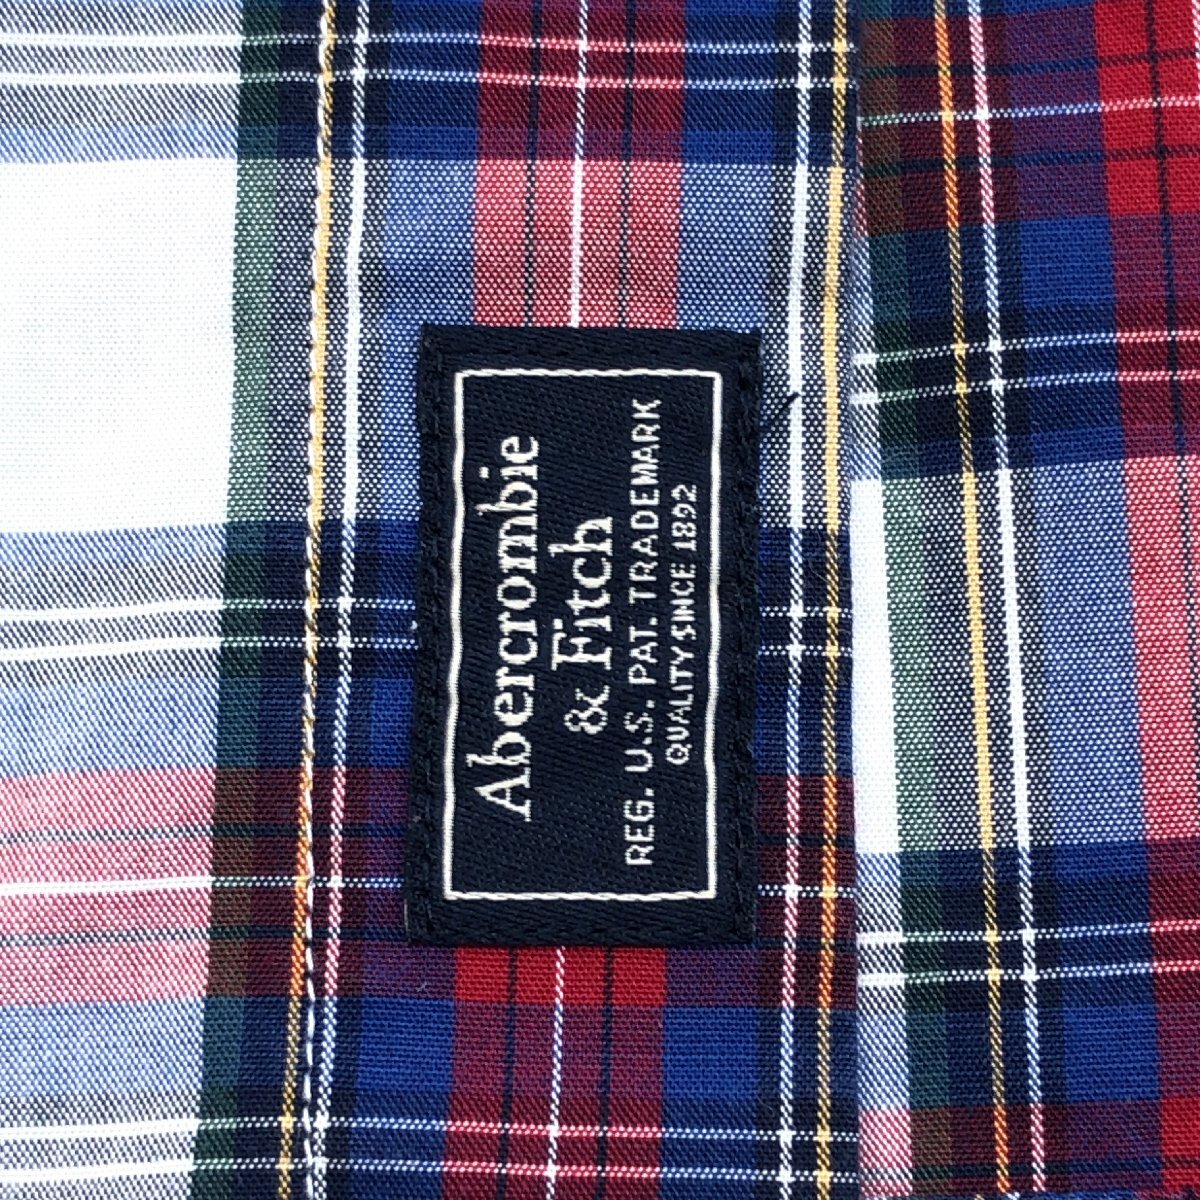 Abercrombie
& Fitch
REG. U.S. PAT. TRADEMARK
QUALITY SINCE 1892